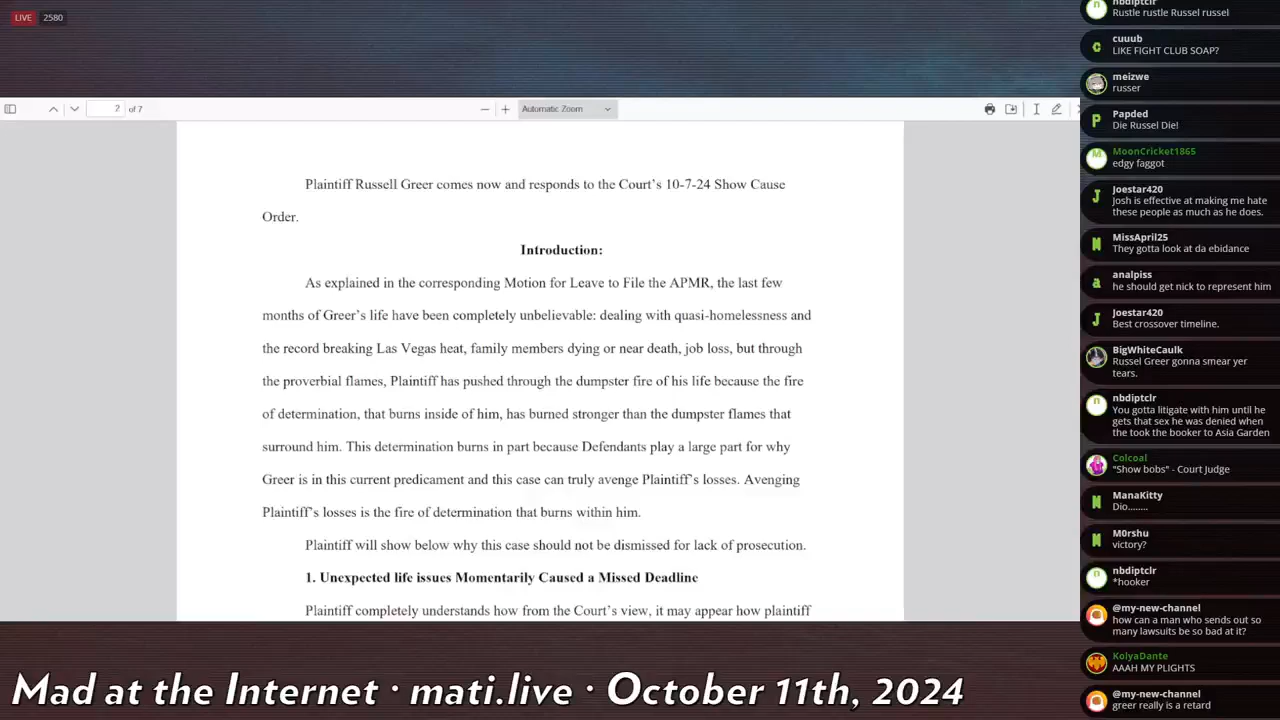 LIVE 2580
2 of 7
Automatic Zoom
Plaintiff Russell Greer comes now and responds to the Court's 10-7-24 Show Cause
Order.
Introduction:
As explained in the corresponding Motion for Leave to File the APMR, the last few
months of Greer's life have been completely unbelievable: dealing with quasi-homelessness and
the record breaking Las Vegas heat, family members dying or near death, job loss, but through
the proverbial flames, Plaintiff has pushed through the dumpster fire of his life because the fire
of determination, that burns inside of him, has burned stronger than the dumpster flames that
surround him. This determination burns in part because Defendants play a large part for why
Greer is in this current predicament and this case can truly avenge Plaintiff's losses. Avenging
Plaintiff's losses is the fire of determination that burns within him.
Plaintiff will show below why this case should not be dismissed for lack of prosecution.
1. Unexpected life issues Momentarily Caused a Missed Deadline
Plaintiff completely understands how from the Court's view, it may appear how plaintiff
nbdiptclr
Rustle rustle Russel russel
cuuub
LIKE FIGHT CLUB SOAP?
meizwe
russer
Papded
Die Russel Die!
MoonCricket1865
edgy faggot
Joestar420
Josh is effective at making me hate
these people as much as he does.
MissApril25
They gotta look at da ebidance
analpiss
he should get nick to represent him
Joestar420
Best crossover timeline.
BigWhiteCaulk
Russel Greer gonna smear yer
tears.
nbdiptclr
You gotta litigate with him until he
gets that sex he was denied when
the took the booker to Asia Garden
Colcoal
"Show bobs" - Court Judge
ManaKitty
Dio........
M0rshu
victory?
nbdiptclr
*hooker
@my-new-channel
how can a man who sends out so
many lawsuits be so bad at it?
KolyaDante
AAAH MY PLIGHTS
@my-new-channel
greer really is a retard
Mad at the Internet · mati.live · October 11th, 2024